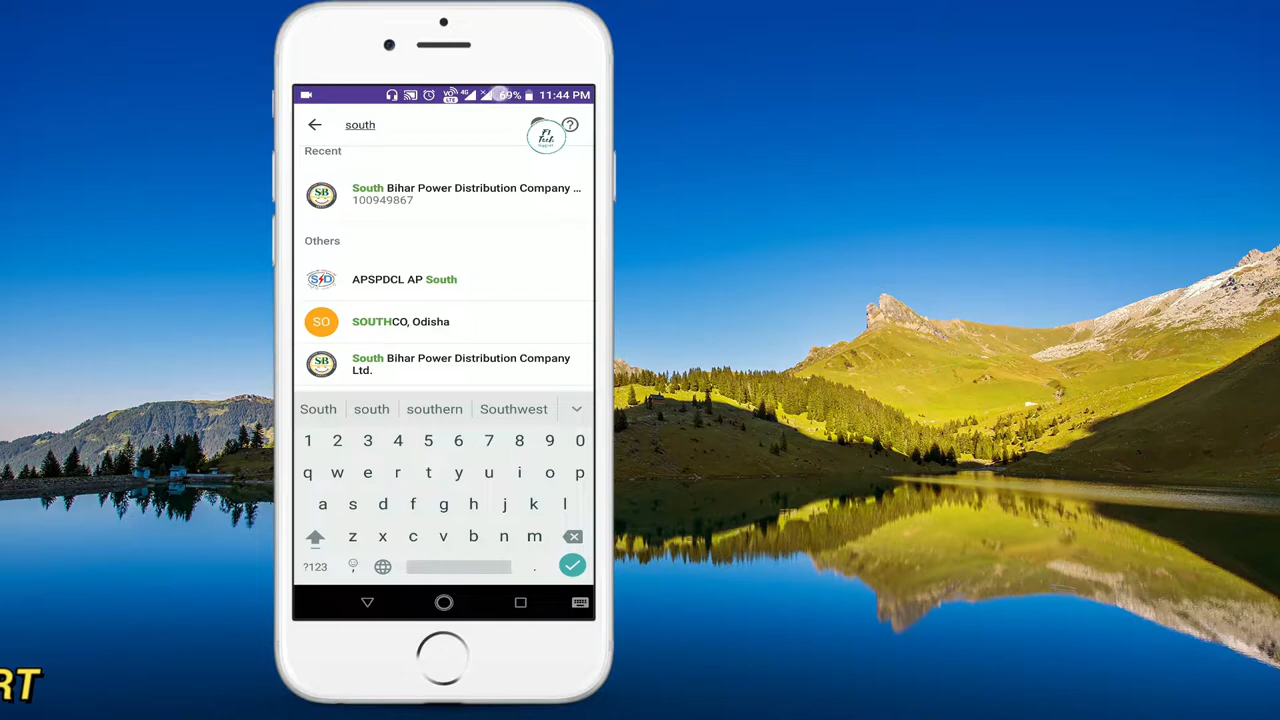 69% 11:44 PM
south
Recent
South Bihar Power Distribution Company ...
100949867
Others
APSPDCL AP South
SO SOUTHCO, Odisha
South Bihar Power Distribution Company
Ltd.
South south southern Southwest
1 2 3 4 5 6 7 8 9 0
q w e r t y u i o p
a s d f g h j k l
z x c v b n m
?123 .
RT